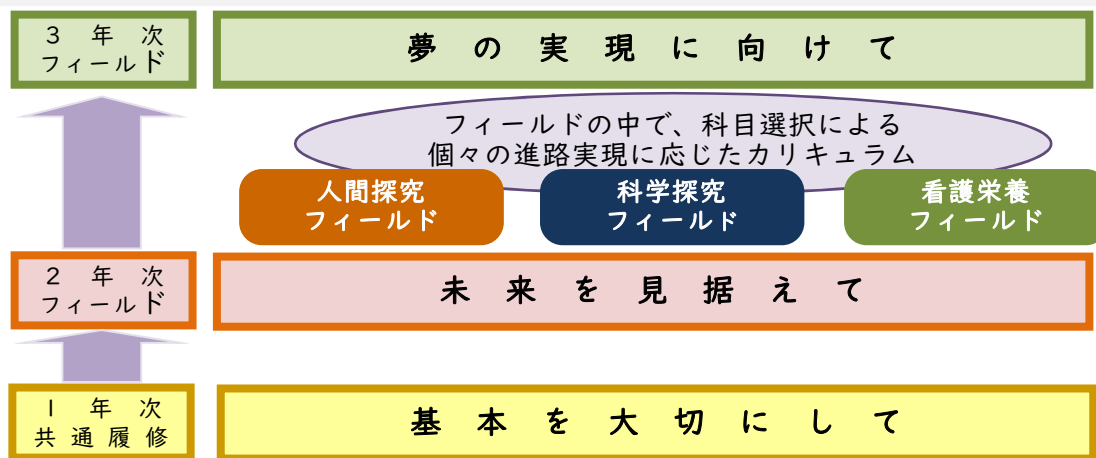 3年次
フィールド
夢の実現に向けて
フィールドの中で、科目選択による
個々の進路実現に応じたカリキュラム
人間探究
フィールド
科学探究
フィールド
看護栄養
フィールド
2年次
フィールド
未来を見据えて
1年次
共通履修
基本を大切にして